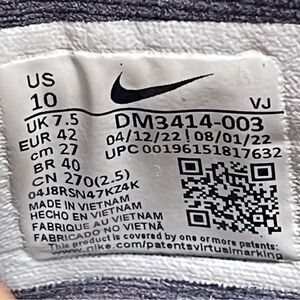 US
10
VJ
UK 7.5
DM3414-003
EUR 42
04/12/22 08/01/22
cm 27
UPC 00196151817632
BR 40
CN 270(2.5)
04J8RSN47KZ4K
MADE IN VIETNAM
HECHO EN VIETNAM
FABRIQUE AU VIETNAM
FABRICADO NO VIETNAM
This product is covered by one or more patents:
www.nike.com/patentsvirtualmarking